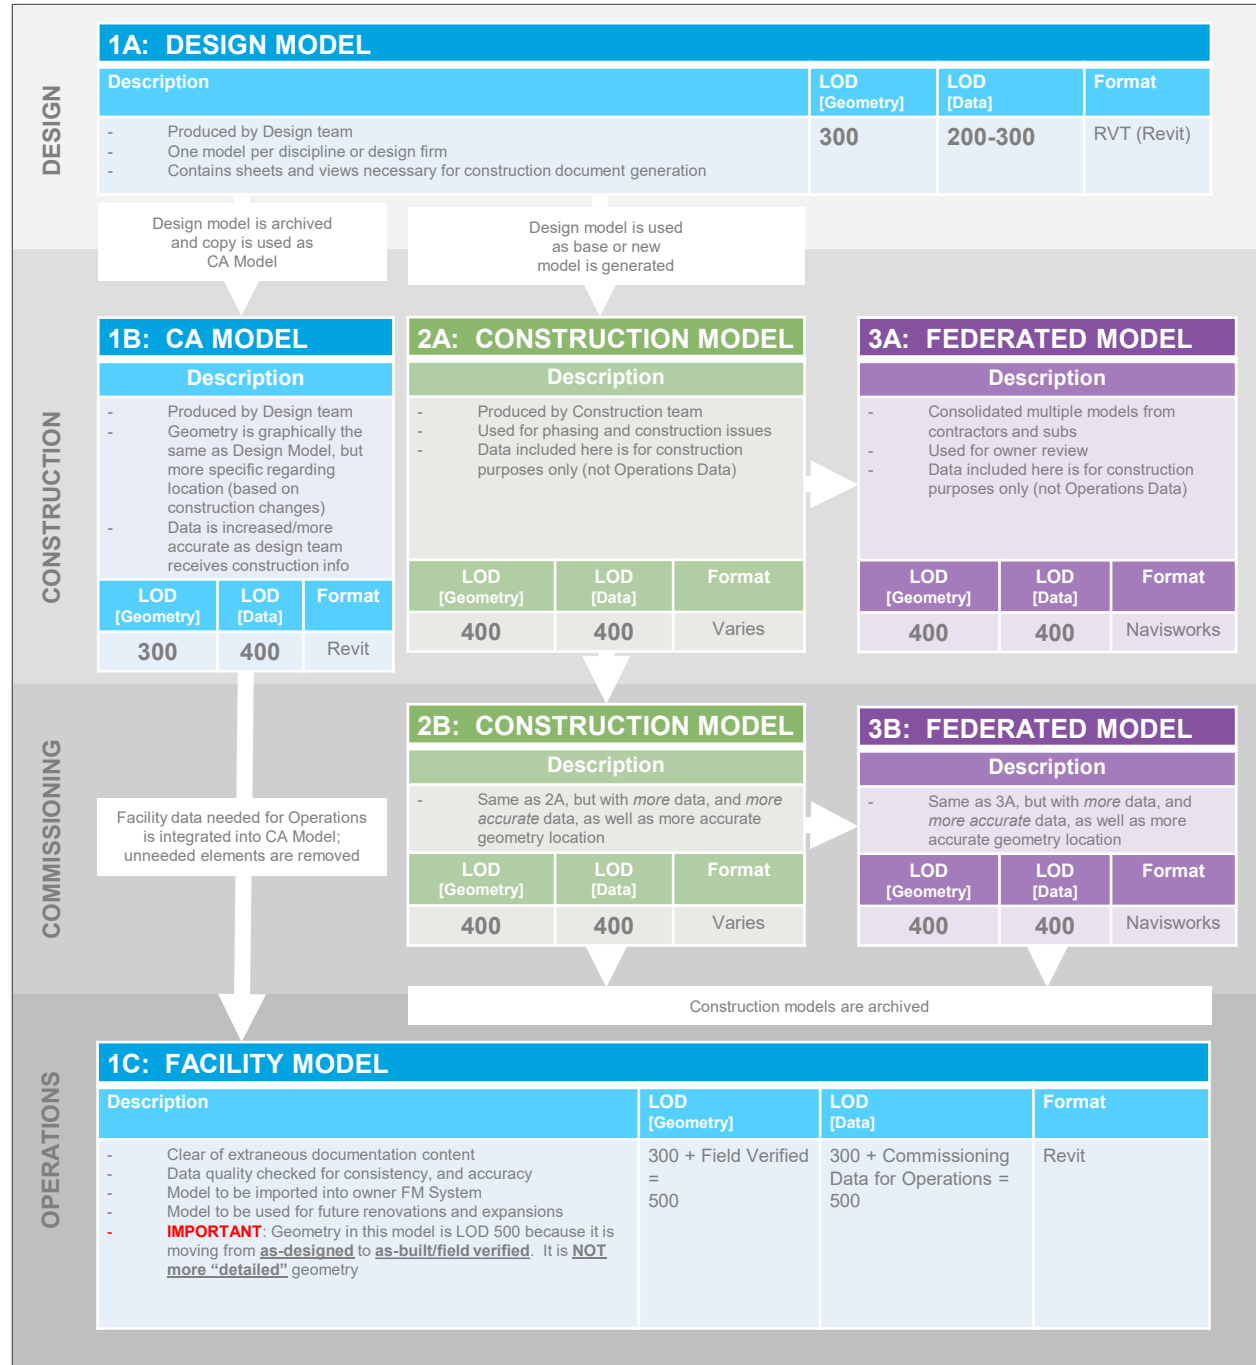 DESIGN
1A: DESIGN MODEL
Description
LOD
[Geometry]
LOD
[Data]
Format
- Produced by Design team
- One model per discipline or design firm
- Contains sheets and views necessary for construction document generation
300
200-300
RVT (Revit)
Design model is archived
and copy is used as
CA Model
Design model is used
as base or new
model is generated
CONSTRUCTION
1B: CA MODEL
Description
- Produced by Design team
- Geometry is graphically the
same as Design Model, but
more specific regarding
location (based on
construction changes)
- Data is increased/more
accurate as design team
receives construction info
LOD
[Geometry]
LOD
[Data]
Format
300
400
Revit
2A: CONSTRUCTION MODEL
Description
- Produced by Construction team
- Used for phasing and construction issues
- Data included here is for construction
purposes only (not Operations Data)
LOD
[Geometry]
LOD
[Data]
Format
400
400
Varies
3A: FEDERATED MODEL
Description
- Consolidated multiple models from
contractors and subs
- Used for owner review
- Data included here is for construction
purposes only (not Operations Data)
LOD
[Geometry]
LOD
[Data]
Format
400
400
Navisworks
COMMISSIONING
Facility data needed for Operations
is integrated into CA Model;
unneeded elements are removed
2B: CONSTRUCTION MODEL
Description
- Same as 2A, but with more data, and more
accurate data, as well as more accurate
geometry location
LOD
[Geometry]
LOD
[Data]
Format
400
400
Varies
3B: FEDERATED MODEL
Description
- Same as 3A, but with more data, and
more accurate data, as well as more
accurate geometry location
LOD
[Geometry]
LOD
[Data]
Format
400
400
Navisworks
Construction models are archived
OPERATIONS
1C: FACILITY MODEL
Description
LOD
[Geometry]
LOD
[Data]
Format
- Clear of extraneous documentation content
- Data quality checked for consistency, and accuracy
- Model to be imported into owner FM System
- Model to be used for future renovations and expansions
- IMPORTANT: Geometry in this model is LOD 500 because it is
moving from as-designed to as-built/field verified. It is NOT
more “detailed” geometry
300 + Field Verified
=
500
300 + Commissioning
Data for Operations =
500
Revit